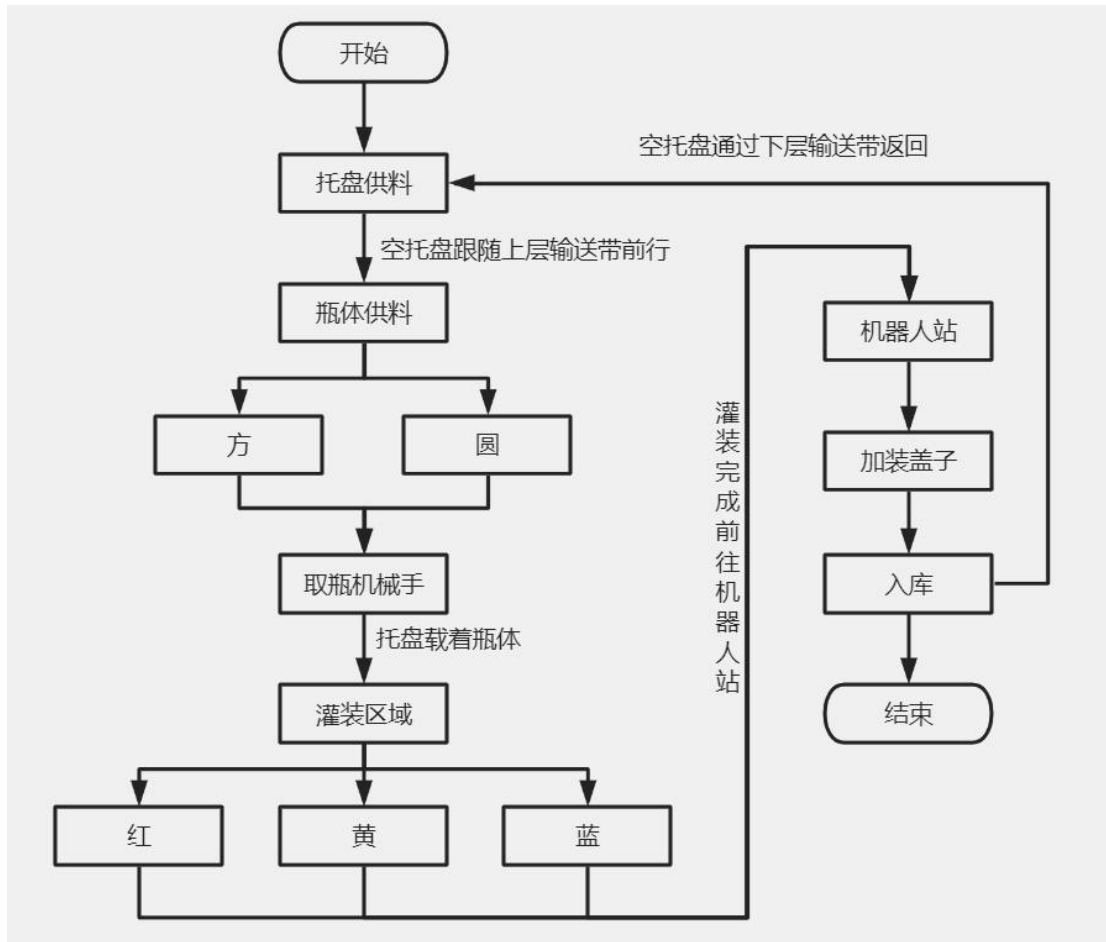 开始
托盘供料
空托盘跟随上层输送带前行
瓶体供料
方
圆
取瓶机械手
托盘载着瓶体
灌装区域
红
黄
蓝
灌装完成前往机器人站
空托盘通过下层输送带返回
机器人站
加装盖子
入库
结束